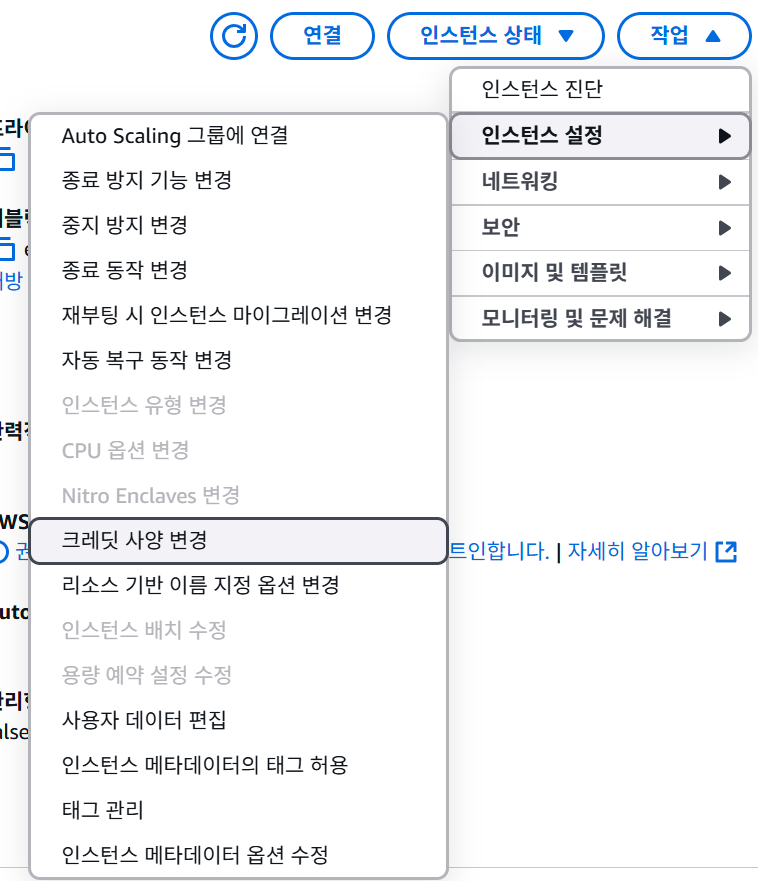 연결
인스턴스 상태
작업
인스턴스 진단
인스턴스 설정
네트워킹
보안
이미지 및 템플릿
모니터링 및 문제 해결
Auto Scaling 그룹에 연결
종료 방지 기능 변경
중지 방지 변경
종료 동작 변경
재부팅 시 인스턴스 마이그레이션 변경
자동 복구 동작 변경
인스턴스 유형 변경
CPU 옵션 변경
Nitro Enclaves 변경
크레딧 사양 변경
리소스 기반 이름 지정 옵션 변경
인스턴스 배치 수정
용량 예약 설정 수정
사용자 데이터 편집
인스턴스 메타데이터의 태그 허용
태그 관리
인스턴스 메타데이터 옵션 수정
트인합니다. | 자세히 알아보기